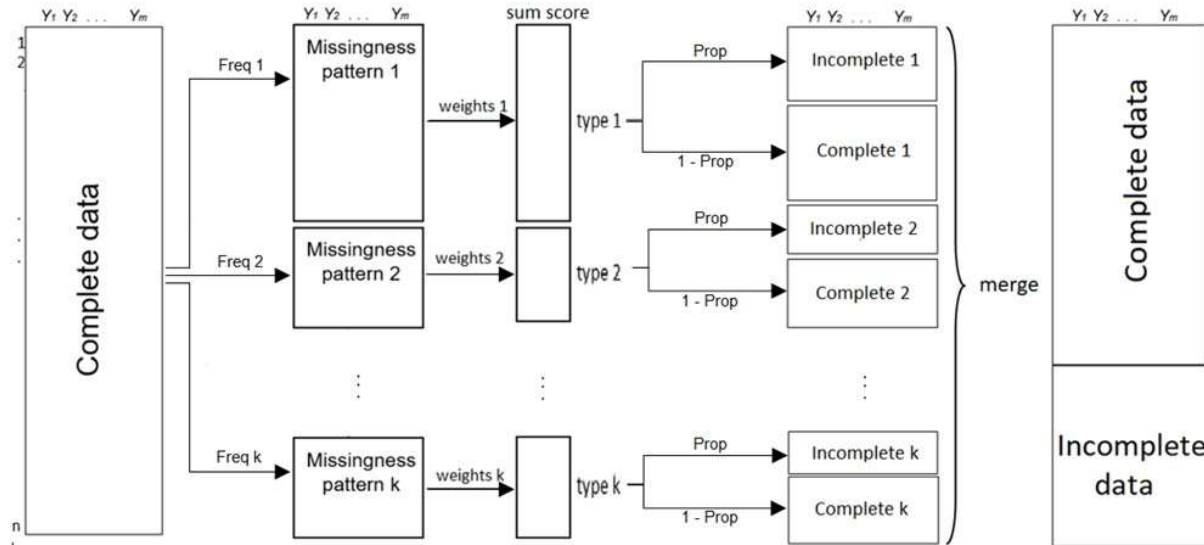 Y₁ Y₂ ... Yₘ
Y₁ Y₂ ... Yₘ
sum score
Y₁ Y₂ ... Yₘ
Y₁ Y₂ ... Yₘ
1
2
n
Complete data
Freq 1
Missingness
pattern 1
weights 1
type 1
Prop
1 - Prop
Incomplete 1
Complete 1
Freq 2
Missingness
pattern 2
weights 2
type 2
Prop
1 - Prop
Incomplete 2
Complete 2
Freq k
Missingness
pattern k
weights k
type k
Prop
1 - Prop
Incomplete k
Complete k
merge
Complete data
Incomplete
data